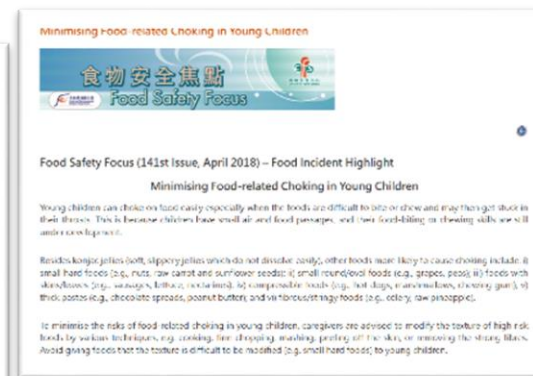 Minimising Food-related Choking in Young Children
食物安全焦點
Food Safety Focus
Food Safety Focus (141st Issue, April 2018) – Food Incident Highlight
Minimising Food-related Choking in Young Children
Young children can choke on food easily especially when the foods are difficult to bite or chew and may then get stuck in
their throats. This is because children have small air and food passages, and their food-biting or chewing skills are still
under development.
Besides konjac jellies (soft, slippery jellies which do not dissolve easily), other foods more likely to cause choking include: i)
small hard foods (e.g., nuts, raw carrot and sunflower seeds); ii) small round/oval foods (e.g., grapes, peas); iii) foods with
skins/leaves (e.g., sausages, lettuce, nectarines); iv) compressible foods (e.g., hot dogs, marshmallows, chewing gum); v)
thick pastes (e.g., chocolate spreads, peanut butter); and vi) fibrous/stringy foods (e.g., celery, raw pineapple).
To minimise the risks of food-related choking in young children, caregivers are advised to modify the texture of high risk
foods by various techniques, e.g. cooking, fine chopping, mashing, peeling off the skin, or removing the strong fibres.
Avoid giving foods that the texture is difficult to be modified (e.g. small hard foods) to young children.